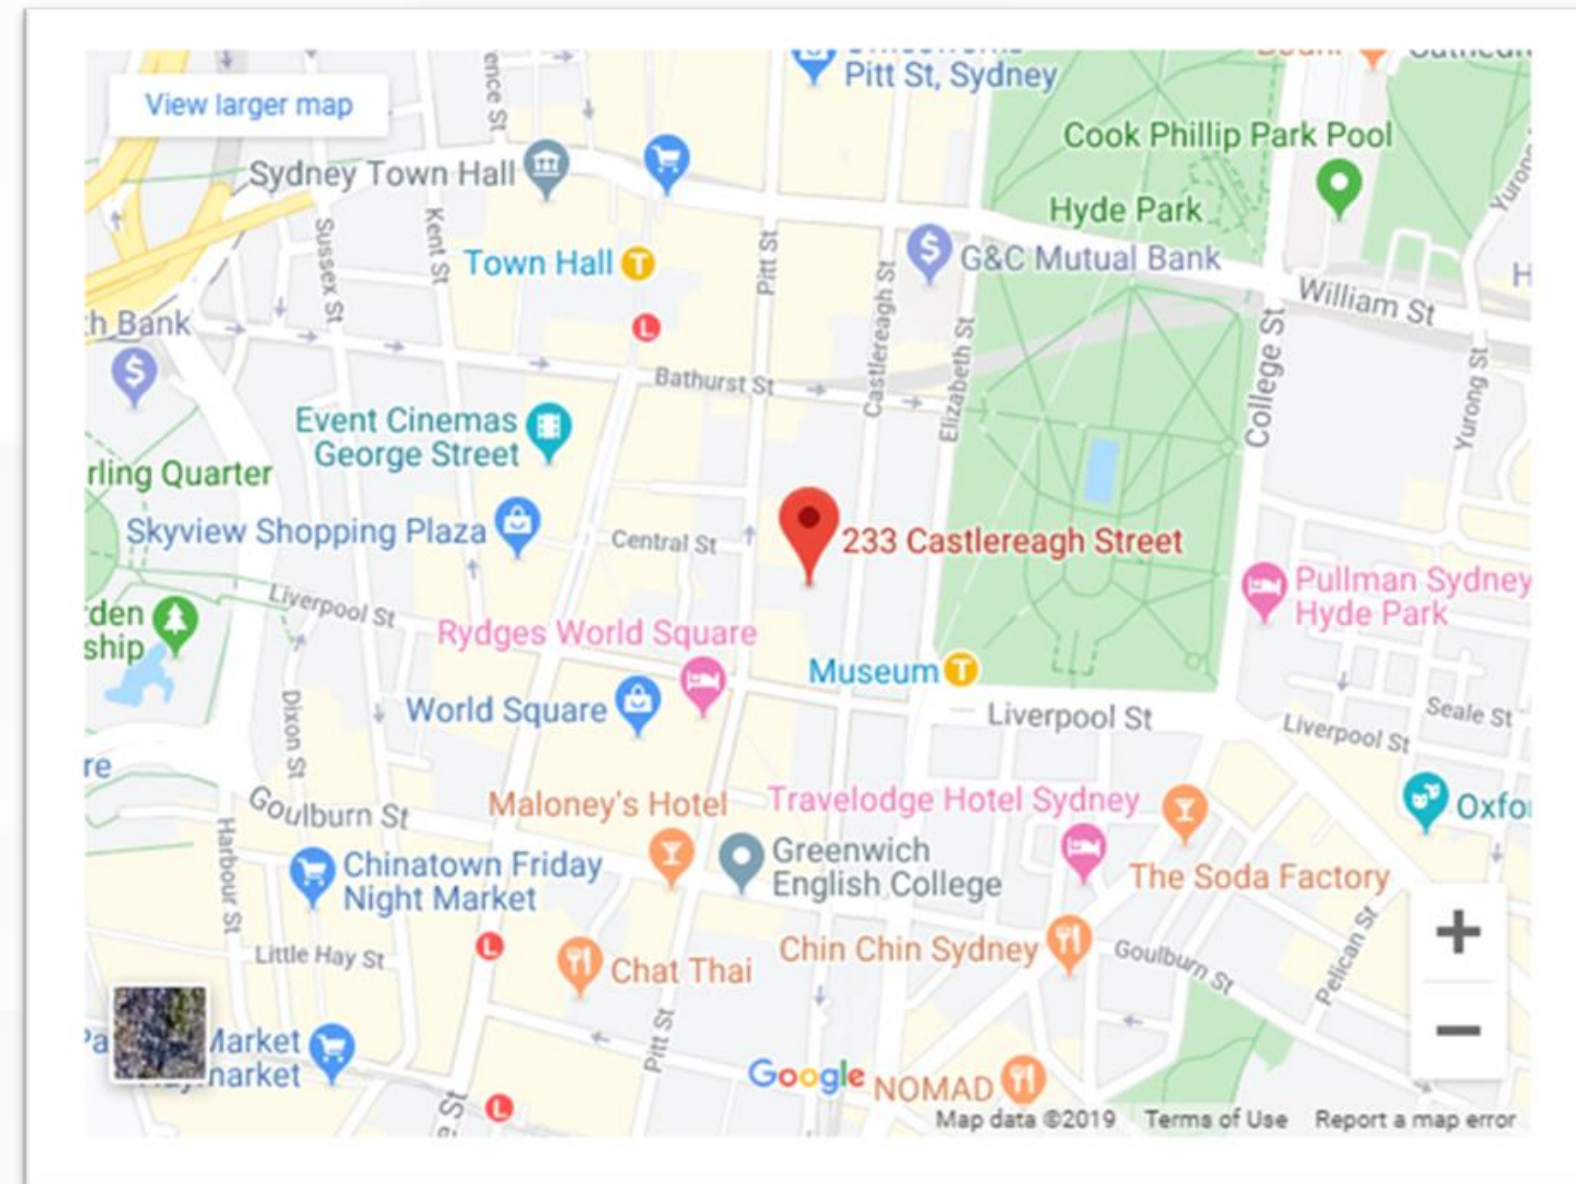 Pitt St, Sydney
View larger map
Cook Phillip Park Pool
Sydney Town Hall
Hyde Park
Sussex St
Kent St
Town Hall
T
Pitt St
$
G&C Mutual Bank
William St
Castlereagh St
Elizabeth St
College St
Yurong St
Bank
$
L
Bathurst St
Event Cinemas
George Street
Quarter
Skyview Shopping Plaza
Central St
233 Castlereagh Street
Pullman Sydney
Hyde Park
Liverpool St
Rydges World Square
Museum
T
World Square
Liverpool St
Liverpool St
Seale St
Dixon St
Goulburn St
Maloney's Hotel
Travelodge Hotel Sydney
Harbour St
Chinatown Friday
Night Market
Greenwich
English College
The Soda Factory
Little Hay St
L
Chat Thai
Chin Chin Sydney
Goulburn St
Pelican St
+
−
Market
Pitt St
Google
NOMAD
L
Map data ©2019
Terms of Use
Report a map error